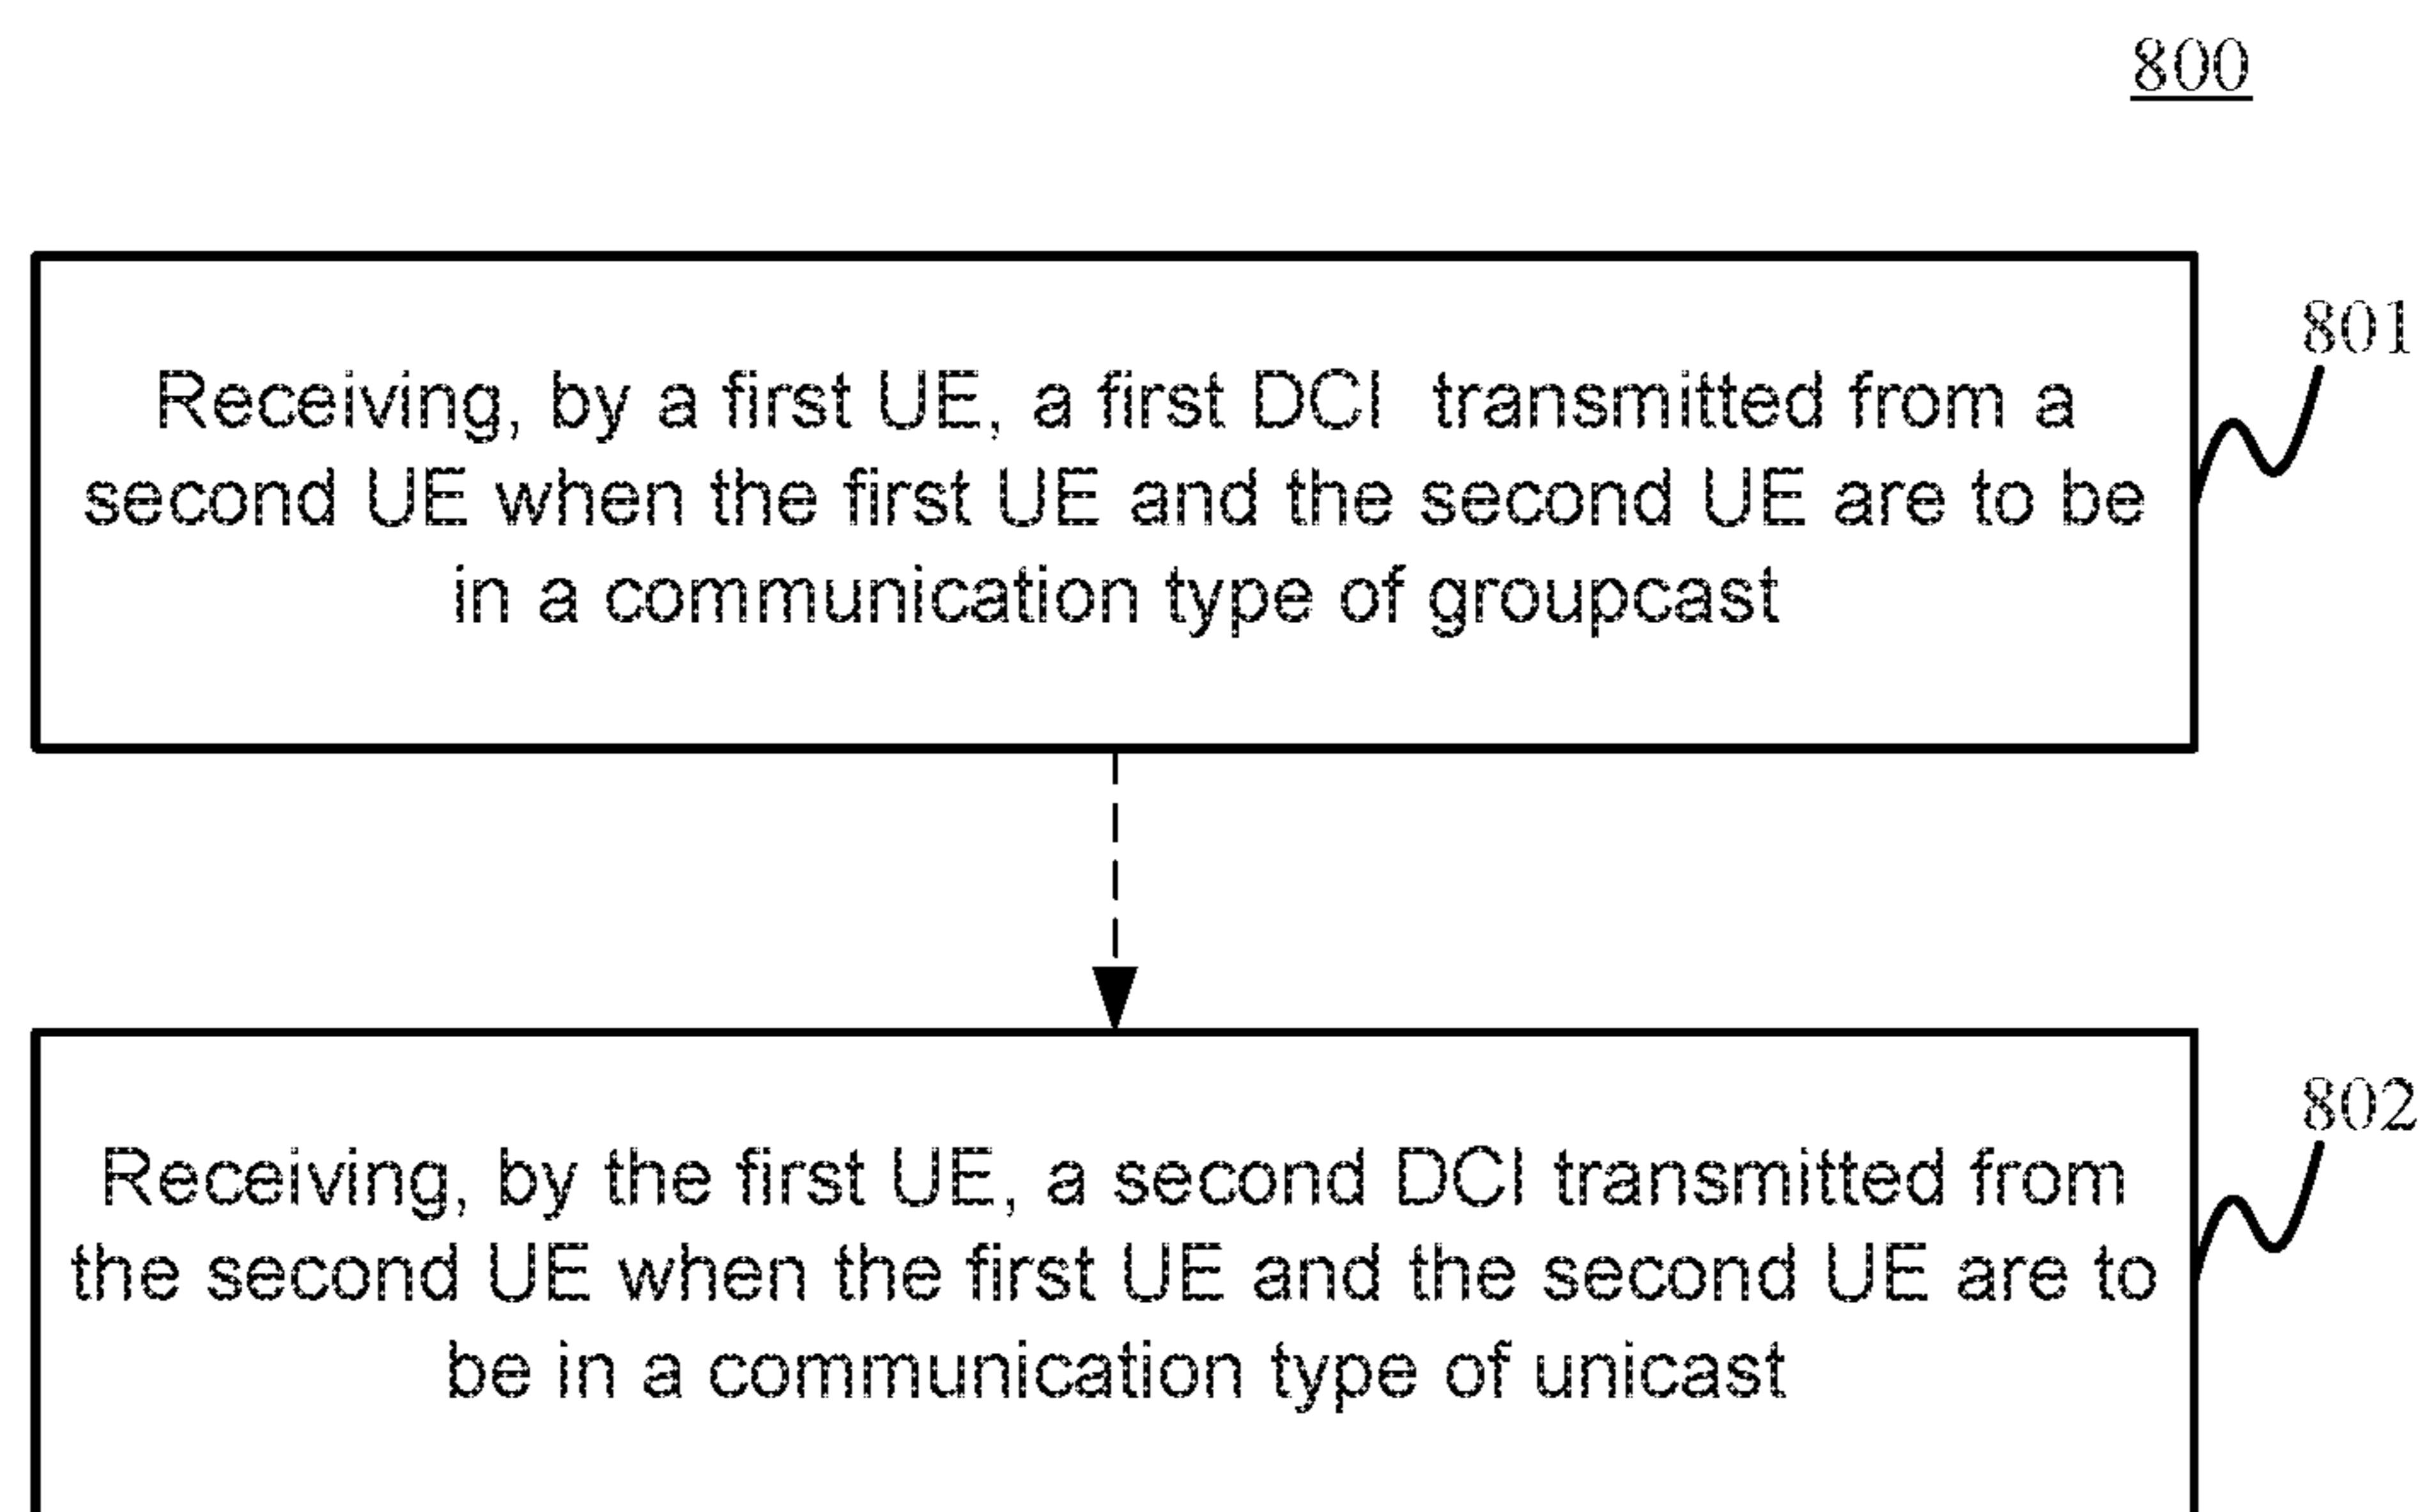 800
801
Receiving, by a first UE, a first DCI transmitted from a
second UE when the first UE and the second UE are to be
in a communication type of groupcast
802
Receiving, by the first UE, a second DCI transmitted from
the second UE when the first UE and the second UE are to
be in a communication type of unicast